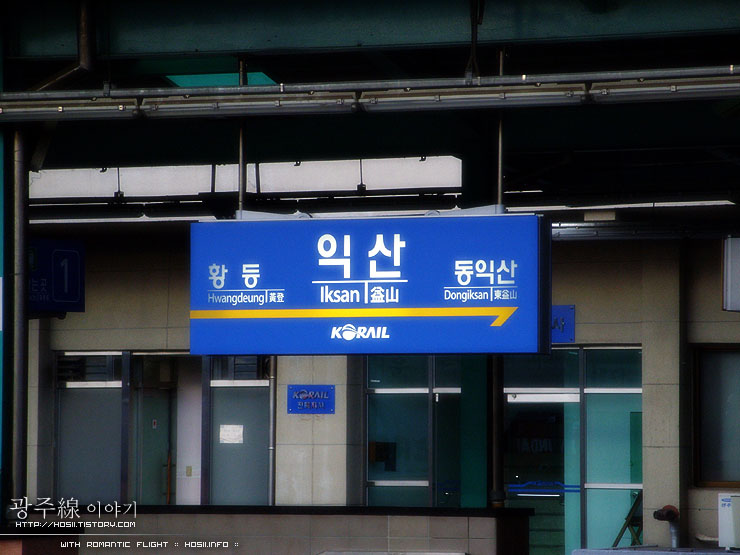 익산
황등
동익산
Iksan 益山
Hwangdeung 黃登
Dongiksan 東益山
KORAIL
1
KORAIL
광주線 이야기
HTTP://HOSII.TISTORY.COM
WITH ROMANTIC FLIGHT :: HOSII.INFO ::